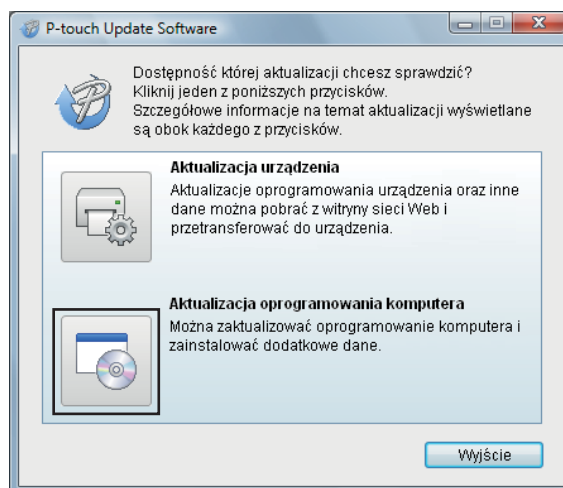 P-touch Update Software
Dostępność której aktualizacji chcesz sprawdzić?
Kliknij jeden z poniższych przycisków.
Szczegółowe informacje na temat aktualizacji wyświetlane
są obok każdego z przycisków.
Aktualizacja urządzenia
Aktualizacje oprogramowania urządzenia oraz inne
dane można pobrać z witryny sieci Web i
przetransferować do urządzenia.
Aktualizacja oprogramowania komputera
Można zaktualizować oprogramowanie komputera i
zainstalować dodatkowe dane.
Wyjście